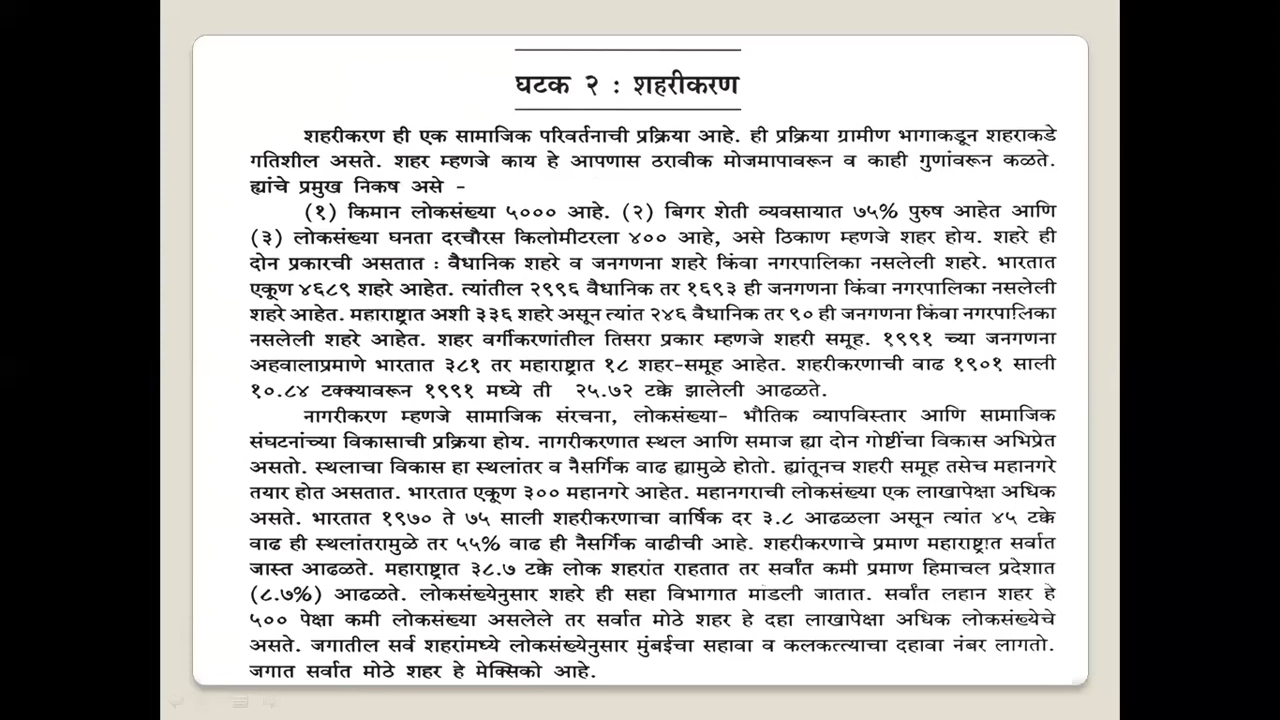 घटक २ : शहरीकरण
शहरीकरण ही एक सामाजिक परिवर्तनाची प्रक्रिया आहे. ही प्रक्रिया ग्रामीण भागाकडून शहराकडे
गतिशील असते. शहर म्हणजे काय हे आपणास ठरावीक मोजमापावरून व काही गुणांवरून कळते.
ह्यांचे प्रमुख निकष असे -
(१) किमान लोकसंख्या ५००० आहे. (२) बिगर शेती व्यवसायात ७५% पुरुष आहेत आणि
(३) लोकसंख्या घनता दरचौरस किलोमीटरला ४०० आहे, असे ठिकाण म्हणजे शहर होय. शहरे ही
दोन प्रकारची असतात : वैधानिक शहरे व जनगणना शहरे किंवा नगरपालिका नसलेली शहरे. भारतात
एकूण ४६८९ शहरे आहेत. त्यांतील २९९६ वैधानिक तर १६९३ ही जनगणना किंवा नगरपालिका नसलेली
शहरे आहेत. महाराष्ट्रात अशी ३३६ शहरे असून त्यांत २४६ वैधानिक तर ९० ही जनगणना किंवा नगरपालिका
नसलेली शहरे आहेत. शहर वर्गीकरणांतील तिसरा प्रकार म्हणजे शहरी समूह. १९९१ च्या जनगणना
अहवालाप्रमाणे भारतात ३८१ तर महाराष्ट्रात १८ शहर-समूह आहेत. शहरीकरणाची वाढ १९०१ साली
१०.८४ टक्क्यावरून १९९१ मध्ये ती २५.७२ टक्के झालेली आढळते.
नागरीकरण म्हणजे सामाजिक संरचना, लोकसंख्या- भौतिक व्यापविस्तार आणि सामाजिक
संघटनांच्या विकासाची प्रक्रिया होय. नागरीकरणात स्थल आणि समाज ह्या दोन गोष्टींचा विकास अभिप्रेत
असतो. स्थलाचा विकास हा स्थलांतर व नैसर्गिक वाढ ह्यामुळे होतो. ह्यांतूनच शहरी समूह तसेच महानगरे
तयार होत असतात. भारतात एकूण ३०० महानगरे आहेत. महानगराची लोकसंख्या एक लाखापेक्षा अधिक
असते. भारतात १९७० ते ७५ साली शहरीकरणाचा वार्षिक दर ३.८ आढळला असून त्यांत ४५ टक्के
वाढ ही स्थलांतरामुळे तर ५५% वाढ ही नैसर्गिक वाढीची आहे. शहरीकरणाचे प्रमाण महाराष्ट्रात सर्वात
जास्त आढळते. महाराष्ट्रात ३८.७ टक्के लोक शहरांत राहतात तर सर्वांत कमी प्रमाण हिमाचल प्रदेशात
(८.७%) आढळते. लोकसंख्येनुसार शहरे ही सहा विभागात मांडली जातात. सर्वांत लहान शहर हे
५०० पेक्षा कमी लोकसंख्या असलेले तर सर्वात मोठे शहर हे दहा लाखापेक्षा अधिक लोकसंख्येचे
असते. जगातील सर्व शहरांमध्ये लोकसंख्येनुसार मुंबईचा सहावा व कलकत्त्याचा दहावा नंबर लागतो.
जगात सर्वात मोठे शहर हे मेक्सिको आहे.